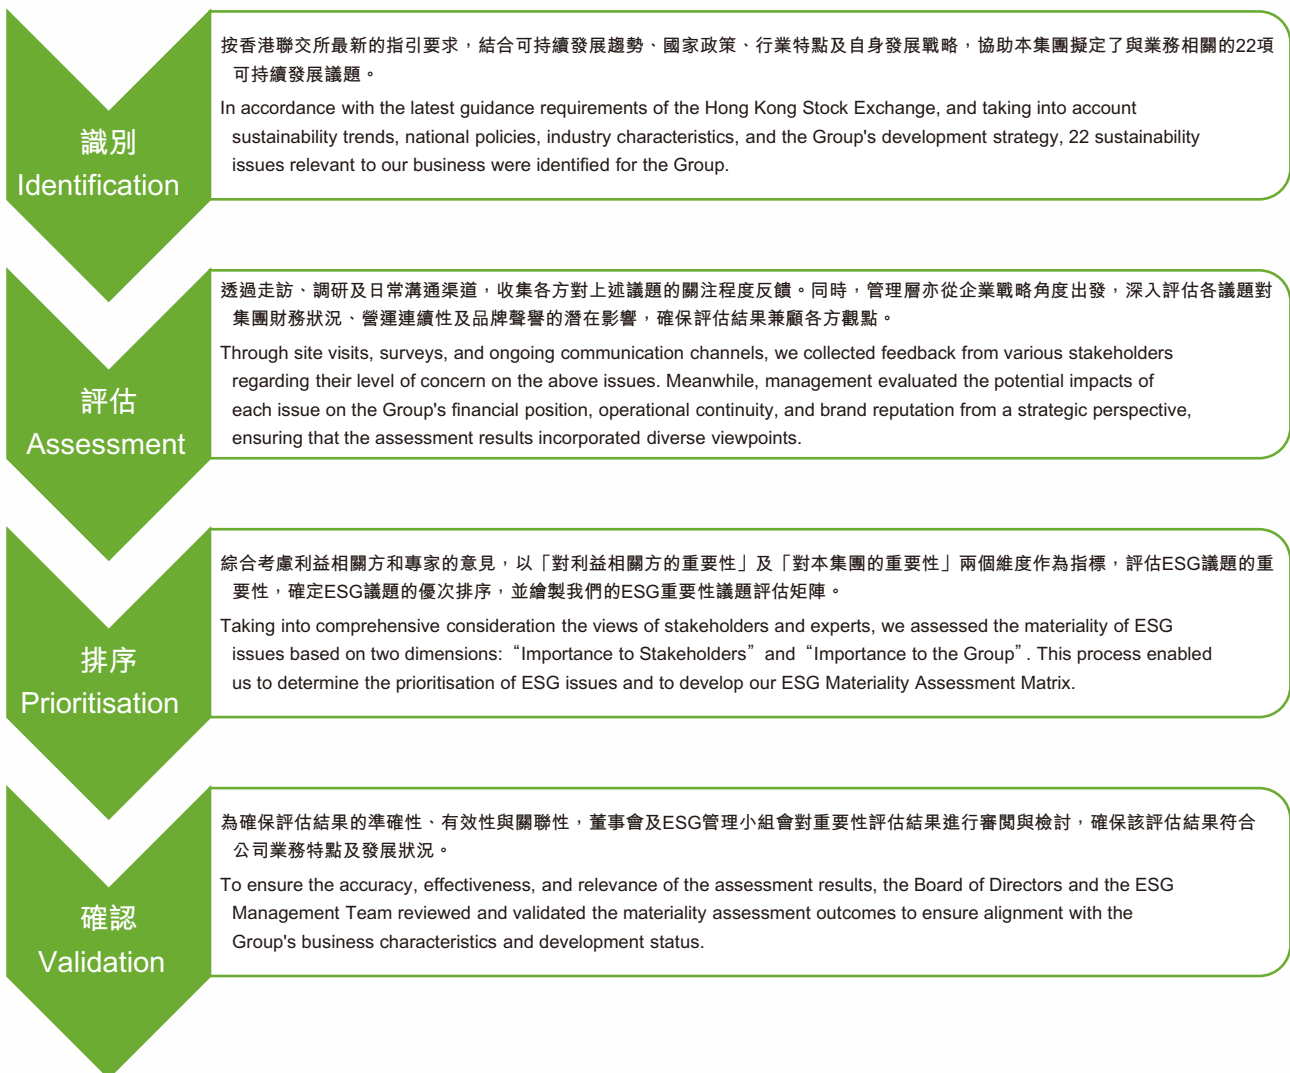 識別
Identification
按香港聯交所最新的指引要求，結合可持續發展趨勢、國家政策、行業特點及自身發展戰略，協助本集團擬定了與業務相關的22項
可持續發展議題。
In accordance with the latest guidance requirements of the Hong Kong Stock Exchange, and taking into account
sustainability trends, national policies, industry characteristics, and the Group's development strategy, 22 sustainability
issues relevant to our business were identified for the Group.
評估
Assessment
透過走訪、調研及日常溝通渠道，收集各方對上述議題的關注程度反饋。同時，管理層亦從企業戰略角度出發，深入評估各議題對
集團財務狀況、營運連續性及品牌聲譽的潛在影響，確保評估結果兼顧各方觀點。
Through site visits, surveys, and ongoing communication channels, we collected feedback from various stakeholders
regarding their level of concern on the above issues. Meanwhile, management evaluated the potential impacts of
each issue on the Group's financial position, operational continuity, and brand reputation from a strategic perspective,
ensuring that the assessment results incorporated diverse viewpoints.
排序
Prioritisation
綜合考慮利益相關方和專家的意見，以「對利益相關方的重要性」及「對本集團的重要性」兩個維度作為指標，評估ESG議題的重
要性，確定ESG議題的優次排序，並繪製我們的ESG重要性議題評估矩陣。
Taking into comprehensive consideration the views of stakeholders and experts, we assessed the materiality of ESG
issues based on two dimensions: “Importance to Stakeholders” and “Importance to the Group”. This process enabled
us to determine the prioritisation of ESG issues and to develop our ESG Materiality Assessment Matrix.
確認
Validation
為確保評估結果的準確性、有效性與關聯性，董事會及ESG管理小組會對重要性評估結果進行審閱與檢討，確保該評估結果符合
公司業務特點及發展狀況。
To ensure the accuracy, effectiveness, and relevance of the assessment results, the Board of Directors and the ESG
Management Team reviewed and validated the materiality assessment outcomes to ensure alignment with the
Group's business characteristics and development status.